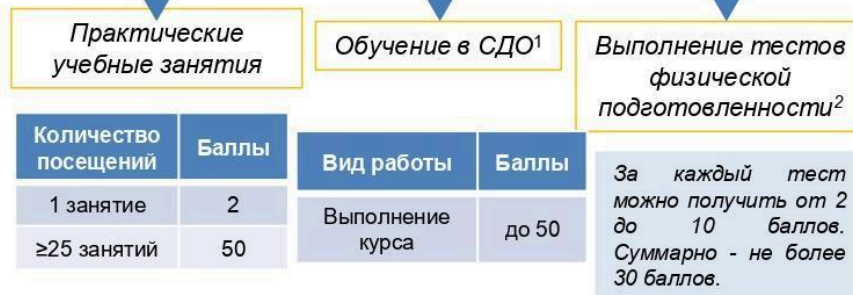 Практические
учебные занятия
Обучение в СДО¹
Выполнение тестов
физической
подготовленности²
Количество
посещений
Баллы
1 занятие
2
≥25 занятий
50
Вид работы
Баллы
Выполнение
курса
до 50
За каждый тест
можно получить от 2
до 10 баллов.
Суммарно - не более
30 баллов.